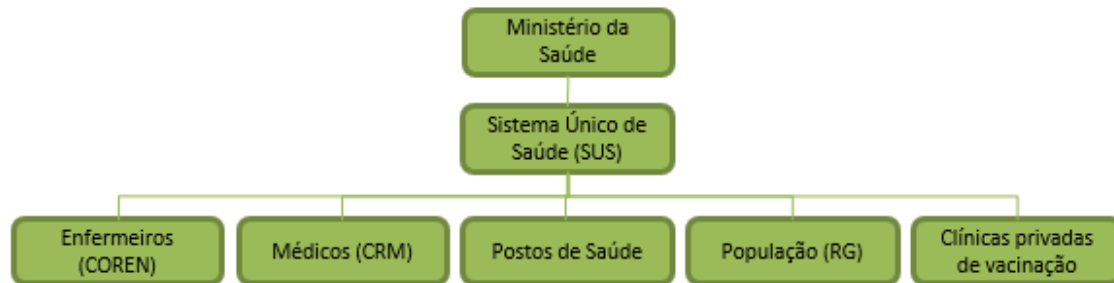 Ministério da
Saúde
Sistema Único de
Saúde (SUS)
Enfermeiros
(COREN)
Médicos (CRM)
Postos de Saúde
População (RG)
Clínicas privadas
de vacinação